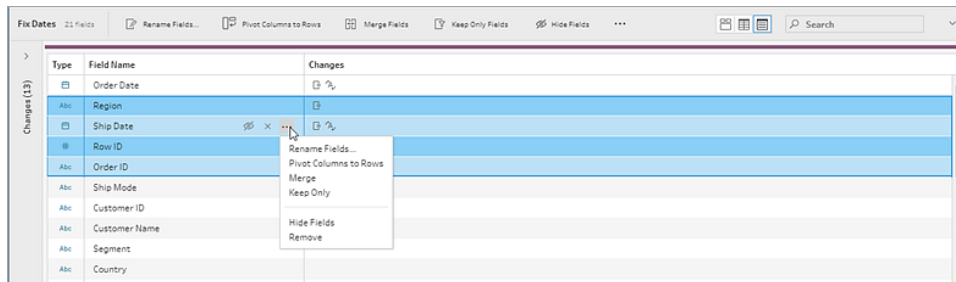 Fix Dates 21 fields Rename Fields... Pivot Columns to Rows Merge Fields Keep Only Fields Hide Fields ... Search
Changes (13)
Type Field Name Changes
Order Date
Abc Region
Ship Date ...
Row ID
Abc Order ID
Abc Ship Mode
Abc Customer ID
Abc Customer Name
Abc Segment
Abc Country
Rename Fields...
Pivot Columns to Rows
Merge
Keep Only
Hide Fields
Remove